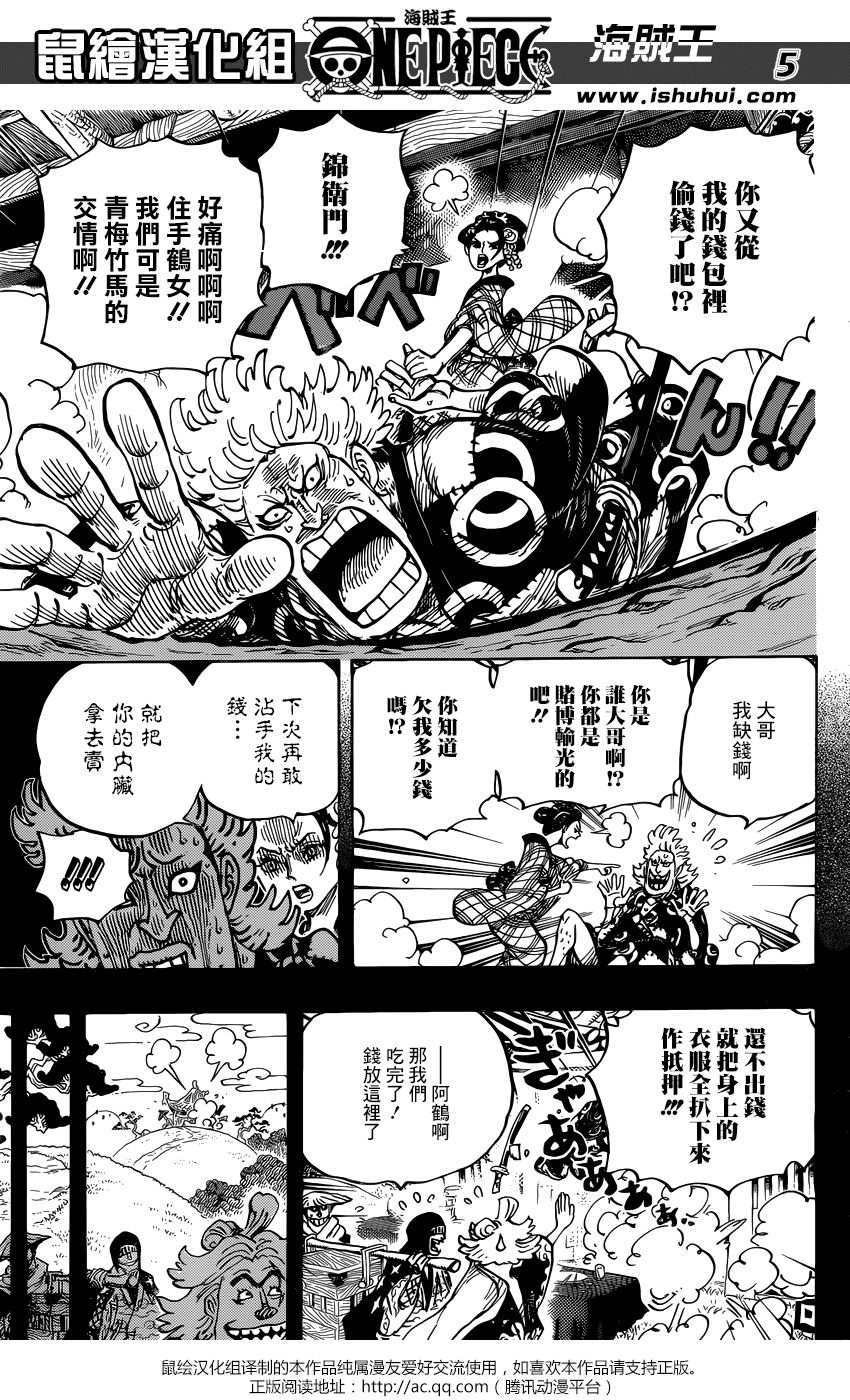 鼠繪漢化組
海賊王
ONE PIECE
海賊王
5
www.ishuhui.com
你又從
我的錢包裡
偷錢了吧!?
錦衛門!!!
好痛啊啊啊
住手鶴女!!
我們可是
青梅竹馬的
交情啊!!
べべん!!
大哥
我缺錢啊
你是
誰大哥啊!?
你都是
賭博輸光的
吧!!
你知道
欠我多少錢
嗎!?
下次再敢
沾手我的
錢…
就把
你的内臟
拿去賣
!!!
還不出錢
就把身上的
衣服全扒下來
作抵押!!!
ぎゃああああああ
——阿鶴啊
那我們
吃完了!
錢放這裡了
鼠绘汉化组译制的本作品纯属漫友爱好交流使用，如喜欢本作品请支持正版。
正版阅读地址：http://ac.qq.com（腾讯动漫平台）